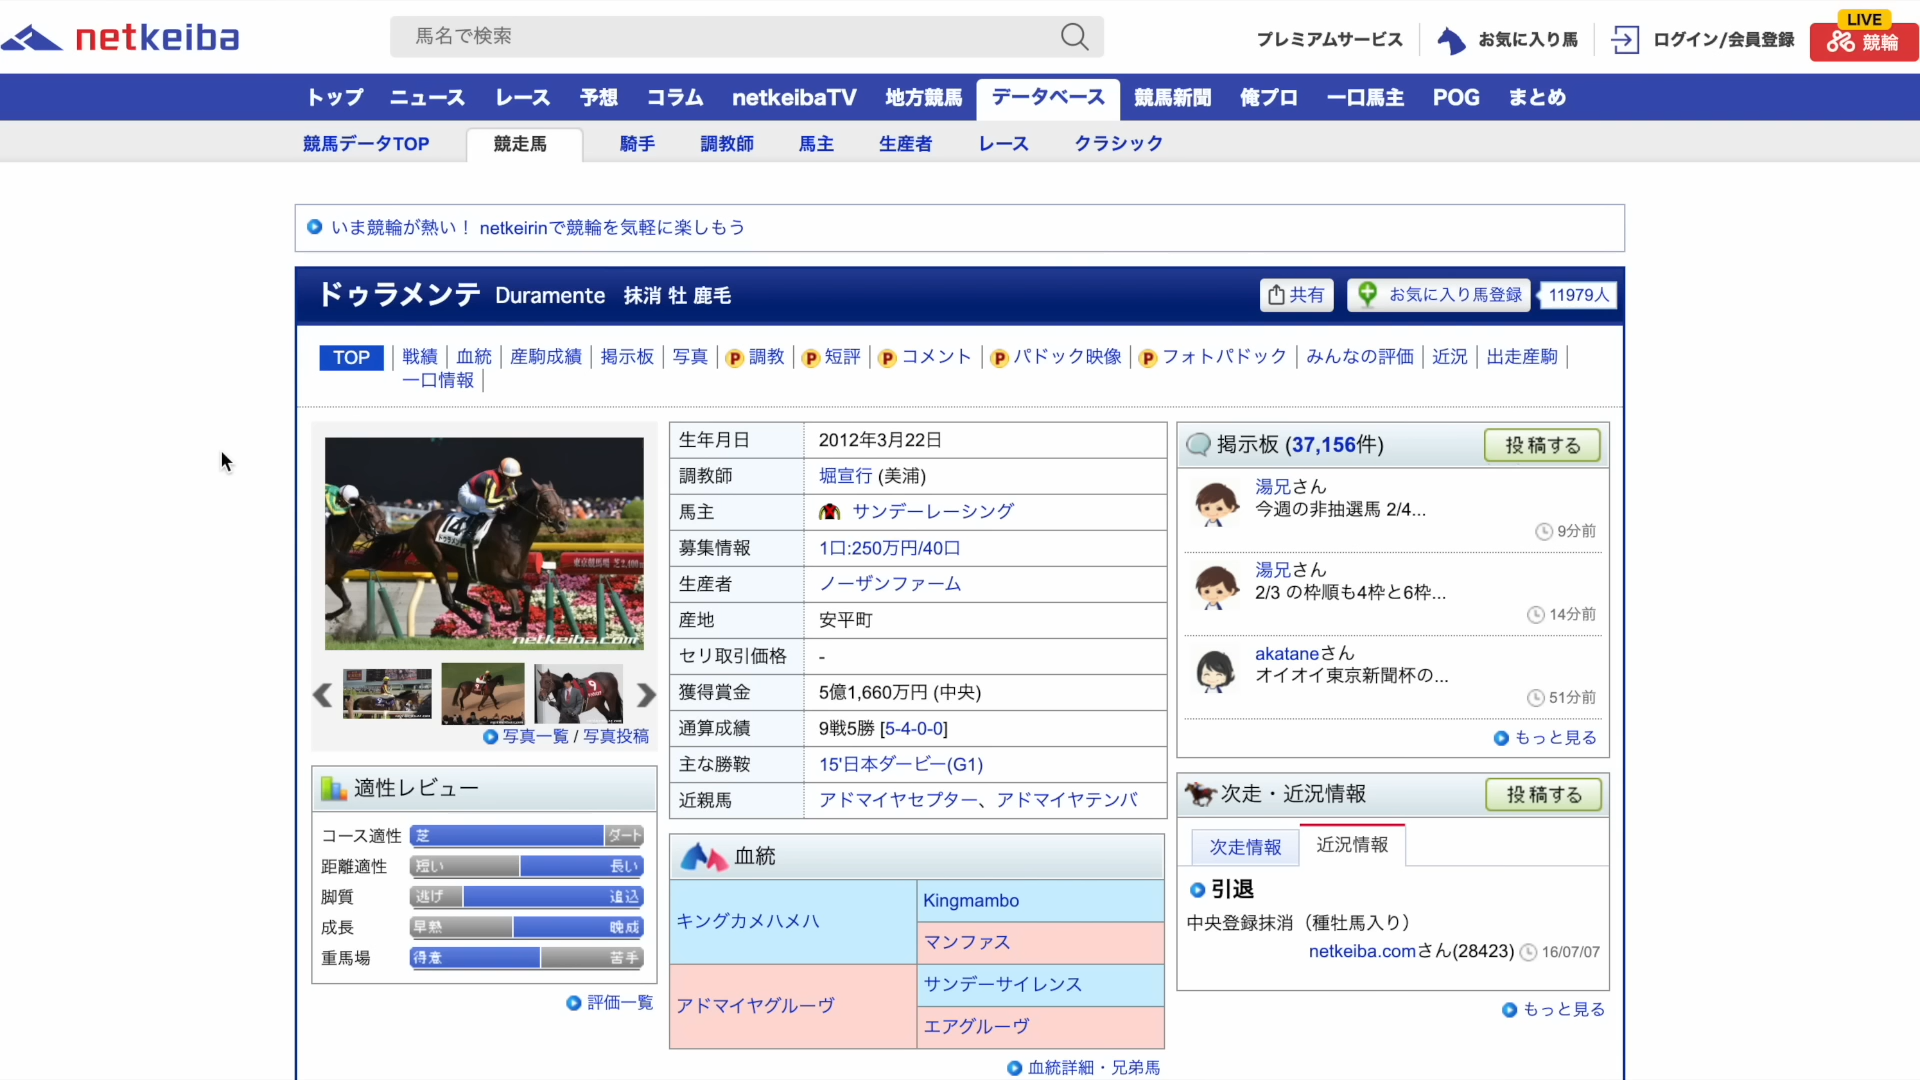 netkeiba
馬名で検索
プレミアムサービス
お気に入り馬
ログイン/会員登録
LIVE
競輪
トップ ニュース レース 予想 コラム netkeibaTV 地方競馬 データベース 競馬新聞 俺プロ 一口馬主 POG まとめ
競馬データTOP 競走馬 騎手 調教師 馬主 生産者 レース クラシック
いま競輪が熱い！ netkeirinで競輪を気軽に楽しもう
ドゥラメンテ Duramente 抹消 牡 鹿毛
共有
お気に入り馬登録
11979人
TOP 戦績 血統 産駒成績 掲示板 写真 P 調教 P 短評 P コメント P パドック映像 P フォトパドック みんなの評価 近況 出走産駒
一口情報
14
ドゥラメンテ
東京競馬場 芝2,400m
netkeiba.com
9
写真一覧 / 写真投稿
適性レビュー
コース適性 芝 ダート
距離適性 短い 長い
脚質 逃げ 追込
成長 早熟 晩成
重馬場 得意 苦手
評価一覧
生年月日 2012年3月22日
調教師 堀宣行 (美浦)
馬主 サンデーレーシング
募集情報 1口:250万円/40口
生産者 ノーザンファーム
産地 安平町
セリ取引価格 -
獲得賞金 5億1,660万円 (中央)
通算成績 9戦5勝 [5-4-0-0]
主な勝鞍 15'日本ダービー(G1)
近親馬 アドマイヤセプター、アドマイヤテンバ
血統
キングカメハメハ
Kingmambo
マンファス
アドマイヤグルーヴ
サンデーサイレンス
エアグルーヴ
血統詳細・兄弟馬
掲示板 (37,156件)
投稿する
湯兄さん
今週の非抽選馬 2/4...
9分前
湯兄さん
2/3 の枠順も4枠と6枠...
14分前
akataneさん
オイオイ東京新聞杯の...
51分前
もっと見る
次走・近況情報
投稿する
次走情報 近況情報
引退
中央登録抹消（種牡馬入り）
netkeiba.comさん(28423) 16/07/07
もっと見る